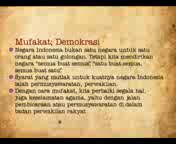 Mufakat; Demokrasi
Negara Indonesia bukan satu negara untuk satu
orang atau satu golongan. Tetapi kita mendirikan
negara "semua buat semua", "satu buat semua,
semua buat satu".
Syarat yang mutlak untuk kuatnya negara Indonesia
ialah permusyawaratan, perwakilan.
Dengan cara mufakat, kita perbaiki segala hal,
juga keselamatan agama, yaitu dengan jalan
pembicaraan atau permusyawaratan di dalam
badan perwakilan rakyat